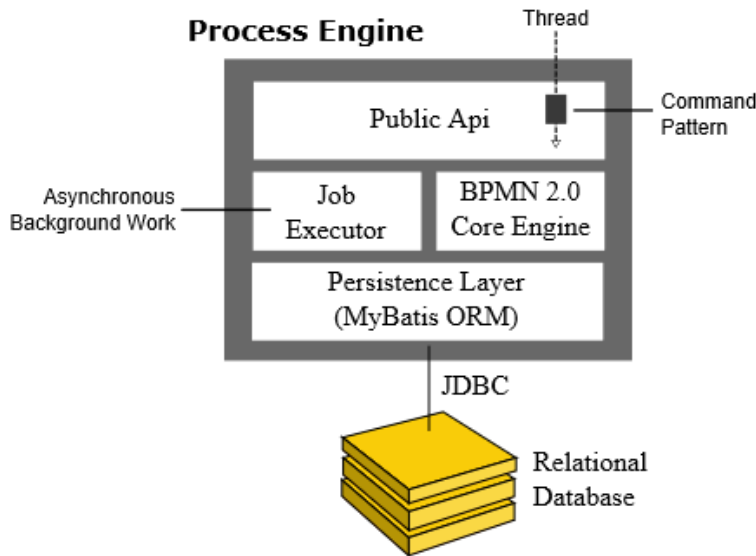 Process Engine
Thread
Public Api
Command
Pattern
Asynchronous
Background Work
Job
Executor
BPMN 2.0
Core Engine
Persistence Layer
(MyBatis ORM)
JDBC
Relational
Database